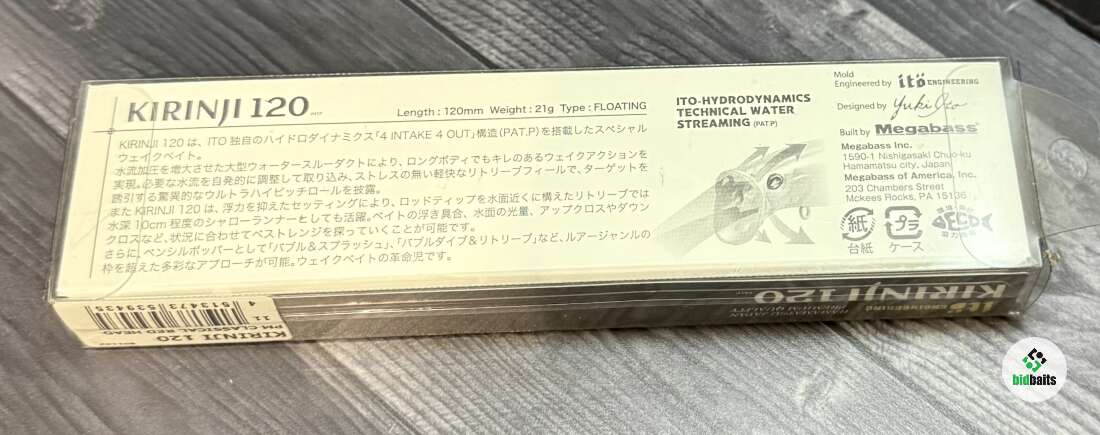 KIRINJI 120
Length : 120mm Weight : 21g Type : FLOATING
KIRINJI 120 は、ITO 独自のハイドロダイナミクス「4 INTAKE 4 OUT」構造(PAT.P)を搭載したスペシャル
ウェイクベイト。
水流加圧を増大させた大型ウォータースルーダクトにより、ロングボディでもキレのあるウェイクアクションを
実現。必要な水流を自発的に調整して取り込み、ストレスの無い軽快なリトリーブフィールで、ターゲットを
誘引する驚異的なウルトラハイピッチロールを披露。
また KIRINJI 120 は、浮力を抑えたセッティングにより、ロッドティップを水面近くに構えたリトリーブでは
水深 10cm 程度のシャローランナーとしても活躍。ベイトの浮き具合、水面の光量、アップクロスやダウン
クロスなど、状況に合わせてベストレンジを探っていくことが可能です。
さらに、ペンシルポッパーとして「バブル&スプラッシュ」、「バブルダイブ&リトリーブ」など、ルアージャンルの
枠を超えた多彩なアプローチが可能。ウェイクベイトの革命児です。
ITO-HYDRODYNAMICS
TECHNICAL WATER
STREAMING (PAT.P)
Mold
Engineered by itö ENGINEERING
Designed by Yuki Ito
Built by Megabass
Megabass Inc.
1590-1 Nishigasaki Chuo-ku
Hamamatsu city, Japan
Megabass of America, Inc.
203 Chambers Street
Mckees Rocks, PA 15136
紙
台紙
プラ
ケース
ECO
itö ENGINEERING
KIRINJI 120
HAMAMATSU JAPAN
PREMIUM QUALITY
11
4 513473 539435
PM CLASSICAL RED HEAD
KIRINJI 120
bidbaits